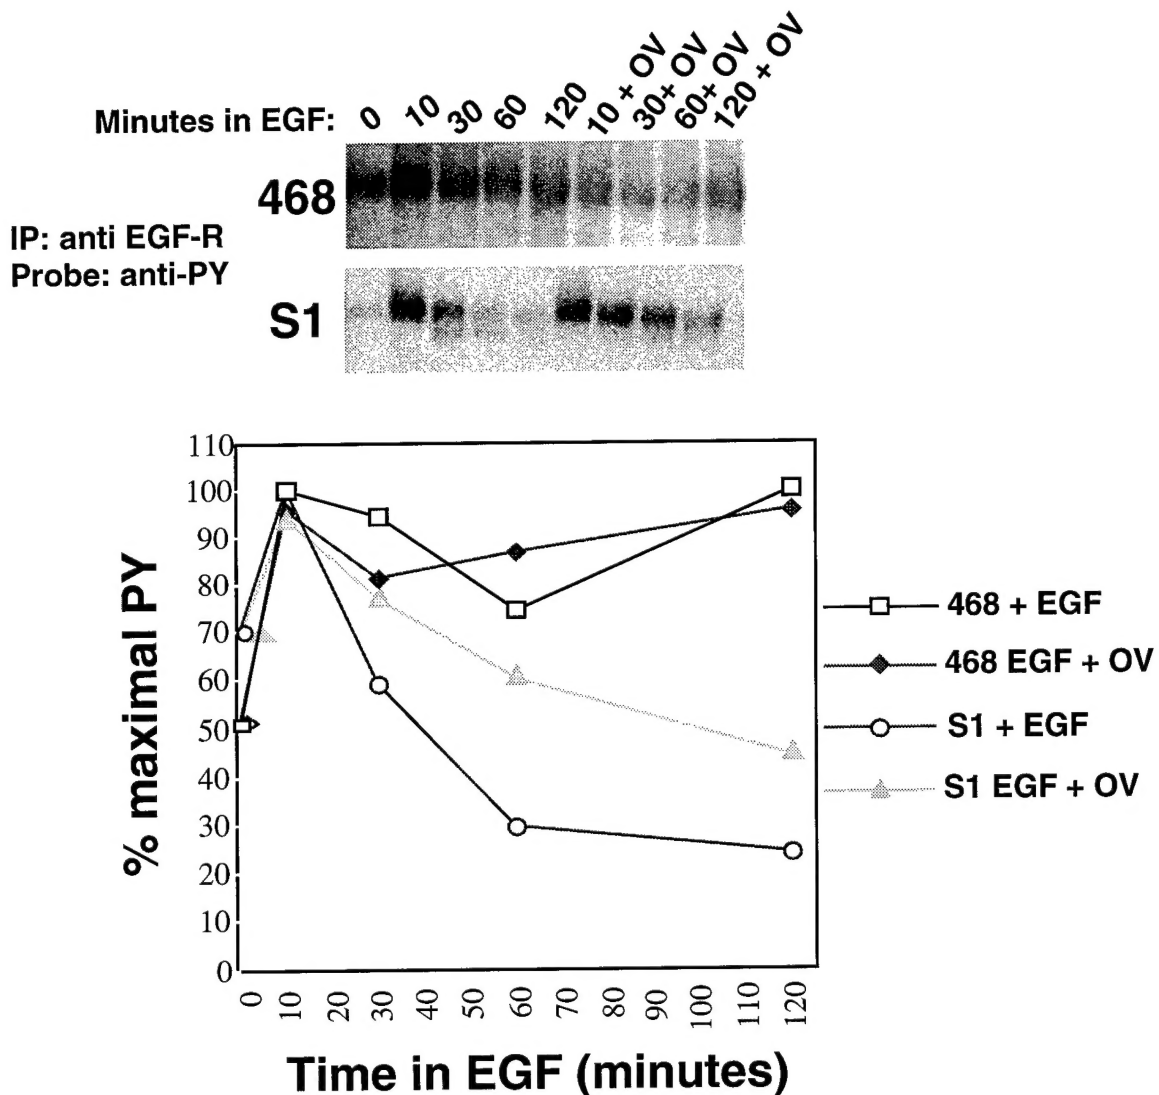 Minutes in EGF: 0 10 30 60 120 10 + OV 30+ OV 60+ OV 120 + OV
468
IP: anti EGF-R
Probe: anti-PY
S1
110
100
90
80
70
60
50
40
30
20
10
0
% maximal PY
0 10 20 30 40 50 60 70 80 90 100 110 120
Time in EGF (minutes)
468 + EGF
468 EGF + OV
S1 + EGF
S1 EGF + OV